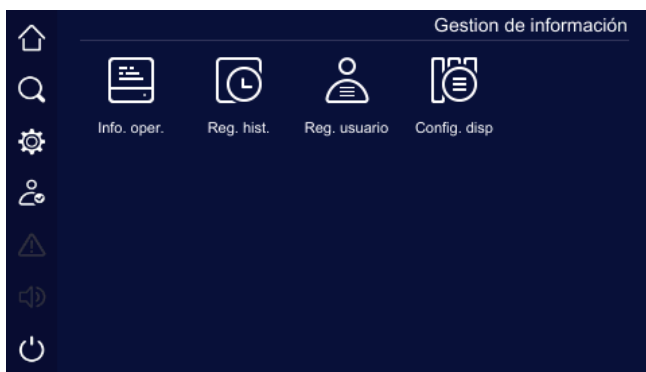 Gestion de información
Info. oper.
Reg. hist.
Reg. usuario
Config. disp